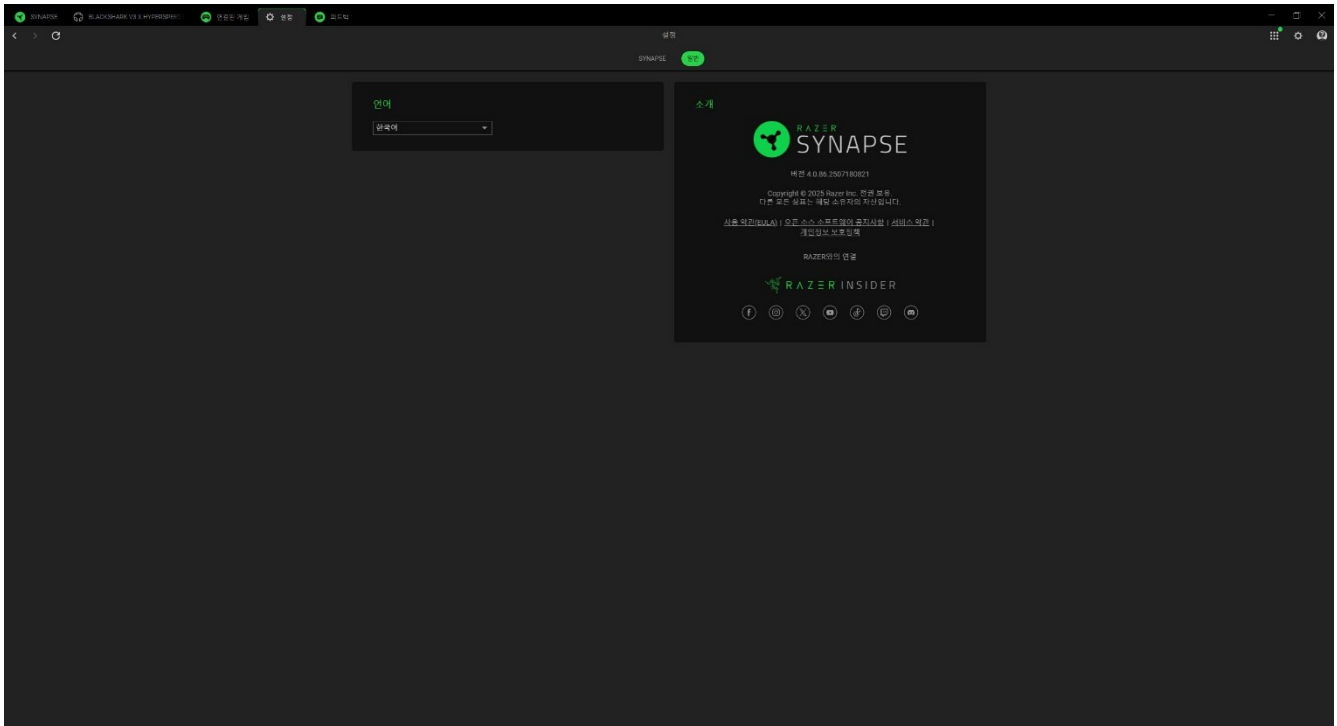 SYNAPSE
BLACKSHARK V3 X HYPERSPEED
연결된 게임
설정
피드백
설정
SYNAPSE
일반
언어
한국어
소개
RAZER
SYNAPSE
버전 4.0.86.2507180821
Copyright © 2025 Razer Inc. 전권 보유.
다른 모든 상표는 해당 소유자의 자산입니다.
사용 약관(EULA) | 오픈 소스 소프트웨어 공지사항 | 서비스 약관 |
개인정보 보호정책
RAZER와의 연결
RAZER INSIDER